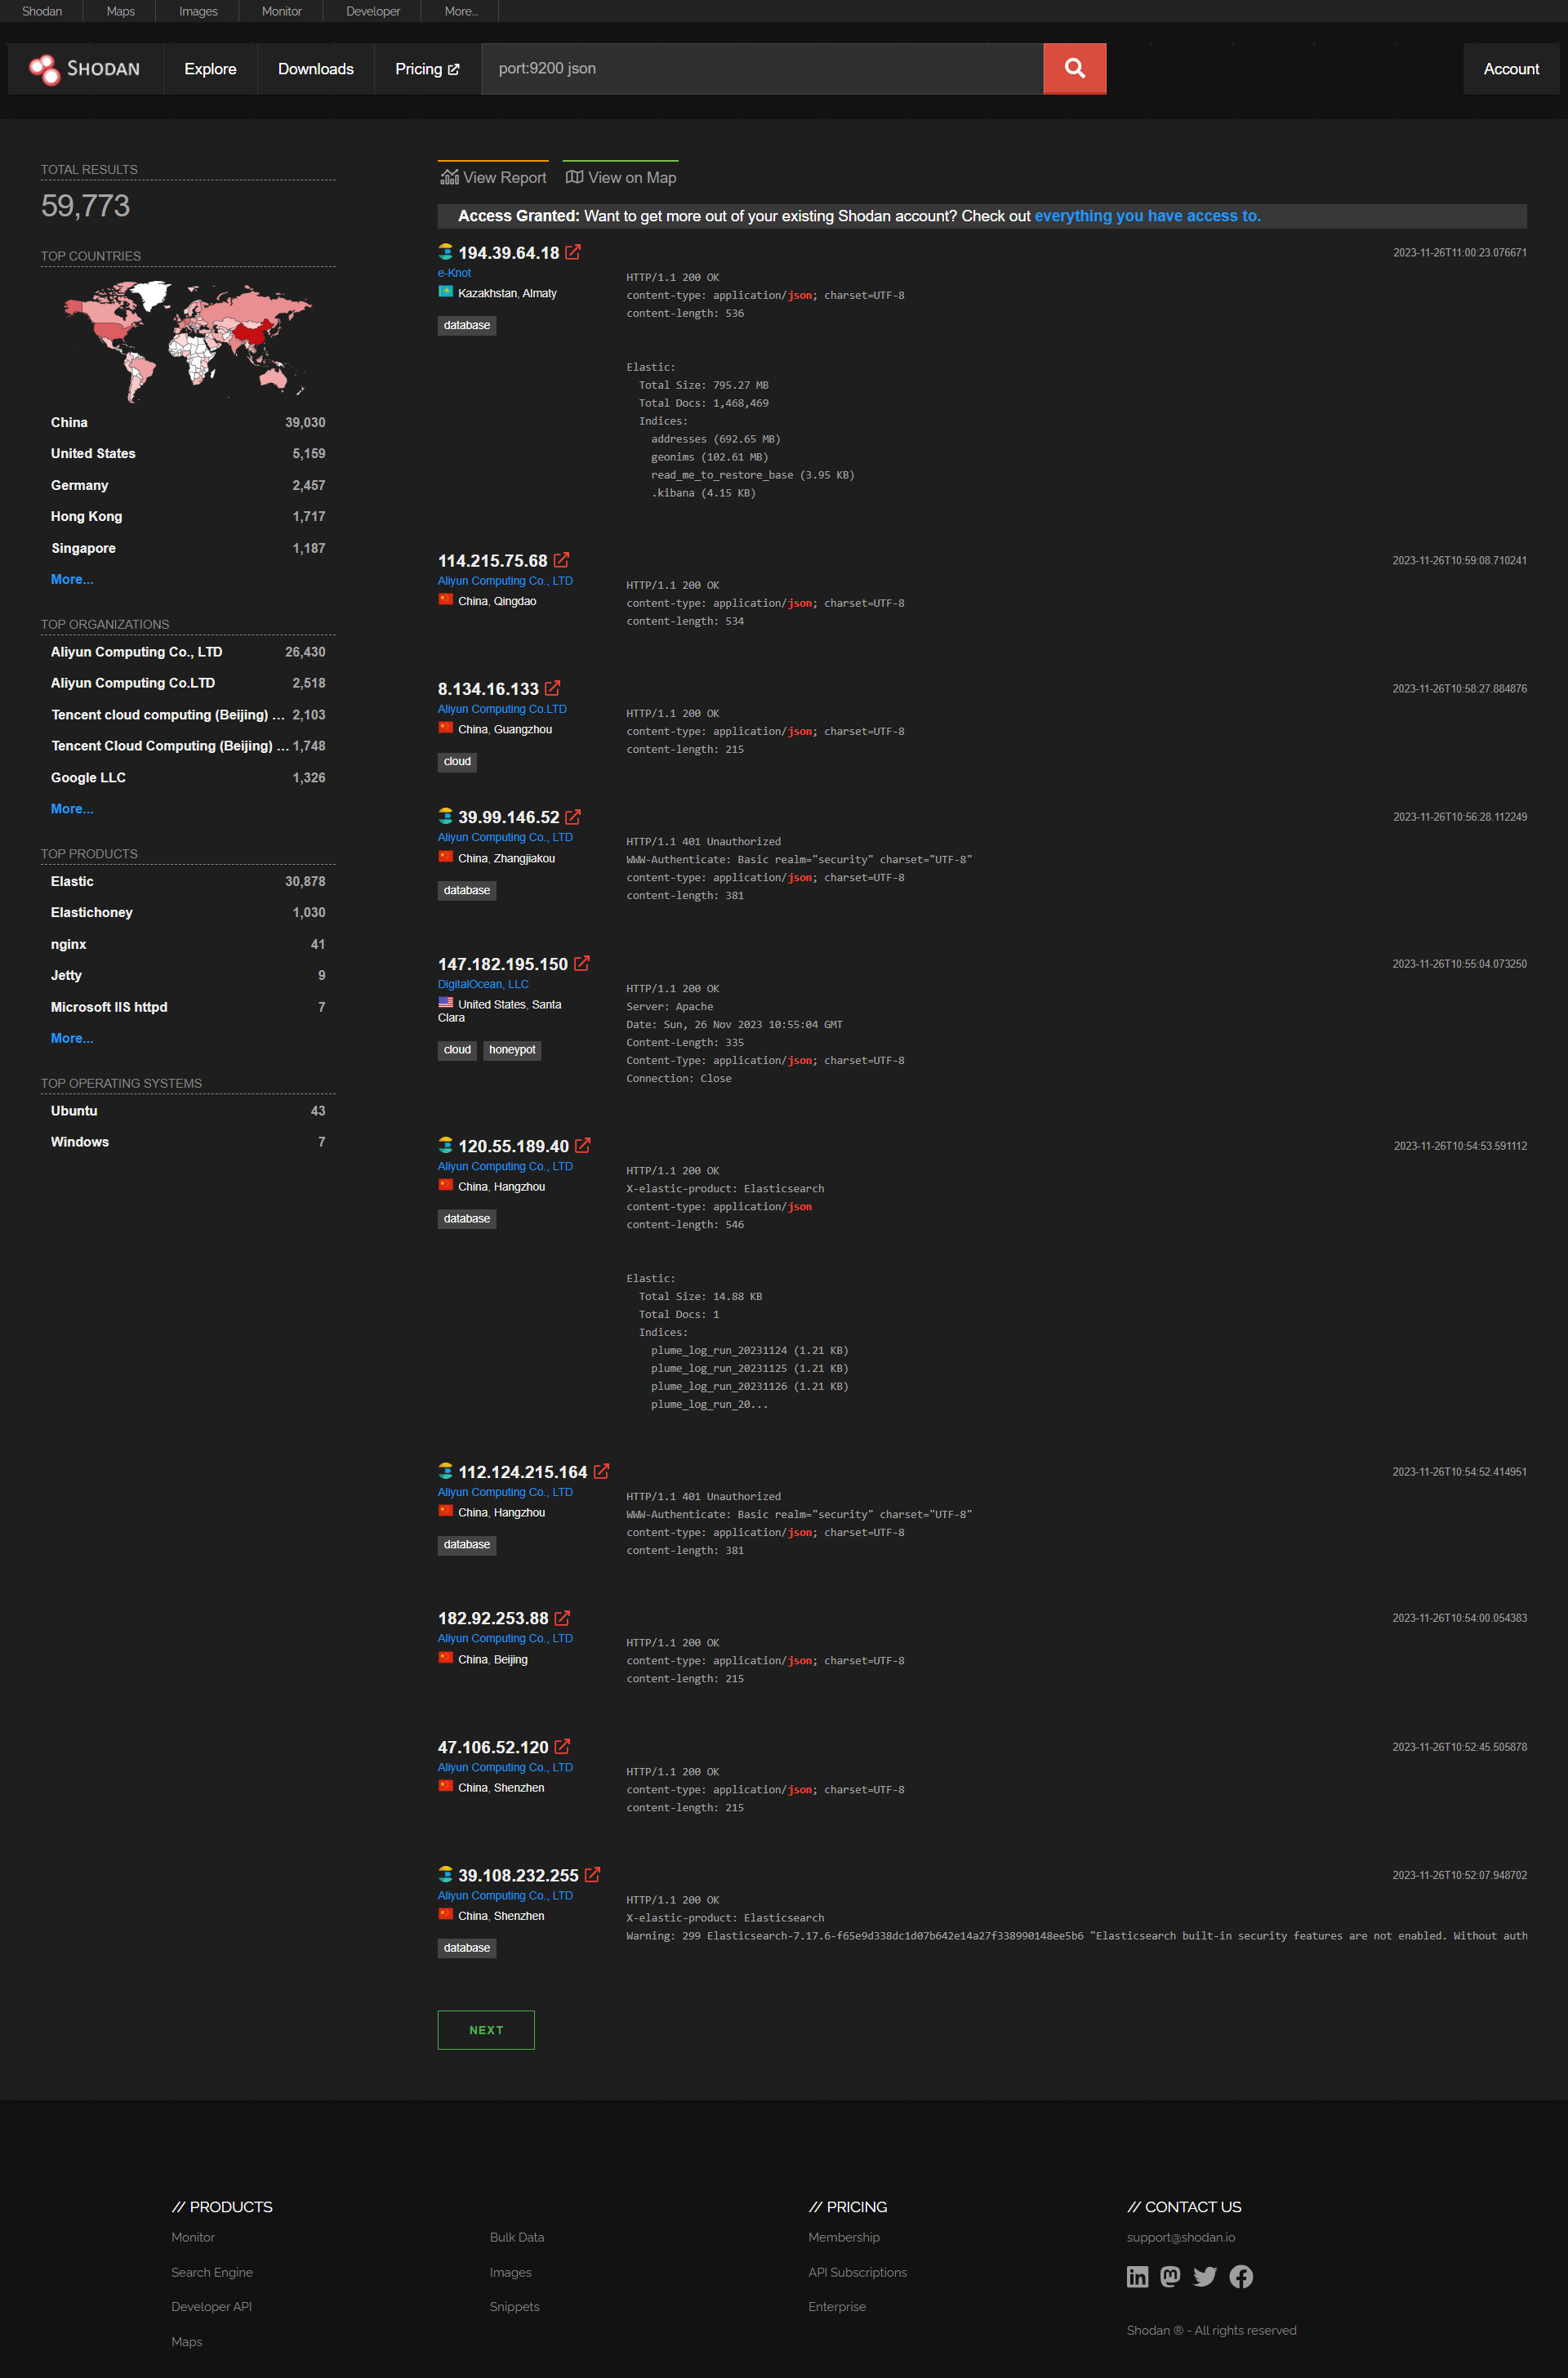 Shodan
Maps
Images
Monitor
Developer
More...
SHODAN
Explore
Downloads
Pricing
port:9200 json
Account
TOTAL RESULTS
59,773
TOP COUNTRIES
China 39,030
United States 5,159
Germany 2,457
Hong Kong 1,717
Singapore 1,187
More...
TOP ORGANIZATIONS
Aliyun Computing Co., LTD 26,430
Aliyun Computing Co.LTD 2,518
Tencent cloud computing (Beijing) ... 2,103
Tencent Cloud Computing (Beijing) ... 1,748
Google LLC 1,326
More...
TOP PRODUCTS
Elastic 30,878
Elastichoney 1,030
nginx 41
Jetty 9
Microsoft IIS httpd 7
More...
TOP OPERATING SYSTEMS
Ubuntu 43
Windows 7
View Report
View on Map
Access Granted: Want to get more out of your existing Shodan account? Check out everything you have access to.
194.39.64.18
2023-11-26T11:00:23.076671
e-Knot
Kazakhstan, Almaty
database
HTTP/1.1 200 OK
content-type: application/json; charset=UTF-8
content-length: 536
Elastic:
Total Size: 795.27 MB
Total Docs: 1,468,469
Indices:
addresses (692.65 MB)
geonims (102.61 MB)
read_me_to_restore_base (3.95 KB)
.kibana (4.15 KB)
114.215.75.68
2023-11-26T10:59:08.710241
Aliyun Computing Co., LTD
China, Qingdao
HTTP/1.1 200 OK
content-type: application/json; charset=UTF-8
content-length: 534
8.134.16.133
2023-11-26T10:58:27.884876
Aliyun Computing Co.LTD
China, Guangzhou
cloud
HTTP/1.1 200 OK
content-type: application/json; charset=UTF-8
content-length: 215
39.99.146.52
2023-11-26T10:56:28.112249
Aliyun Computing Co., LTD
China, Zhangjiakou
database
HTTP/1.1 401 Unauthorized
WWW-Authenticate: Basic realm="security" charset="UTF-8"
content-type: application/json; charset=UTF-8
content-length: 381
147.182.195.150
2023-11-26T10:55:04.073250
DigitalOcean, LLC
United States, Santa
Clara
cloud
honeypot
HTTP/1.1 200 OK
Server: Apache
Date: Sun, 26 Nov 2023 10:55:04 GMT
Content-Length: 335
Content-Type: application/json; charset=UTF-8
Connection: Close
120.55.189.40
2023-11-26T10:54:53.591112
Aliyun Computing Co., LTD
China, Hangzhou
database
HTTP/1.1 200 OK
X-elastic-product: Elasticsearch
content-type: application/json
content-length: 546
Elastic:
Total Size: 14.88 KB
Total Docs: 1
Indices:
plume_log_run_20231124 (1.21 KB)
plume_log_run_20231125 (1.21 KB)
plume_log_run_20231126 (1.21 KB)
plume_log_run_20...
112.124.215.164
2023-11-26T10:54:52.414951
Aliyun Computing Co., LTD
China, Hangzhou
database
HTTP/1.1 401 Unauthorized
WWW-Authenticate: Basic realm="security" charset="UTF-8"
content-type: application/json; charset=UTF-8
content-length: 381
182.92.253.88
2023-11-26T10:54:00.054383
Aliyun Computing Co., LTD
China, Beijing
HTTP/1.1 200 OK
content-type: application/json; charset=UTF-8
content-length: 215
47.106.52.120
2023-11-26T10:52:45.505878
Aliyun Computing Co., LTD
China, Shenzhen
HTTP/1.1 200 OK
content-type: application/json; charset=UTF-8
content-length: 215
39.108.232.255
2023-11-26T10:52:07.948702
Aliyun Computing Co., LTD
China, Shenzhen
database
HTTP/1.1 200 OK
X-elastic-product: Elasticsearch
Warning: 299 Elasticsearch-7.17.6-f65e9d338dc1d07b642e14a27f338990148ee5b6 "Elasticsearch built-in security features are not enabled. Without auth
NEXT
// PRODUCTS
Monitor
Search Engine
Developer API
Maps
Bulk Data
Images
Snippets
// PRICING
Membership
API Subscriptions
Enterprise
// CONTACT US
support@shodan.io
Shodan ® - All rights reserved